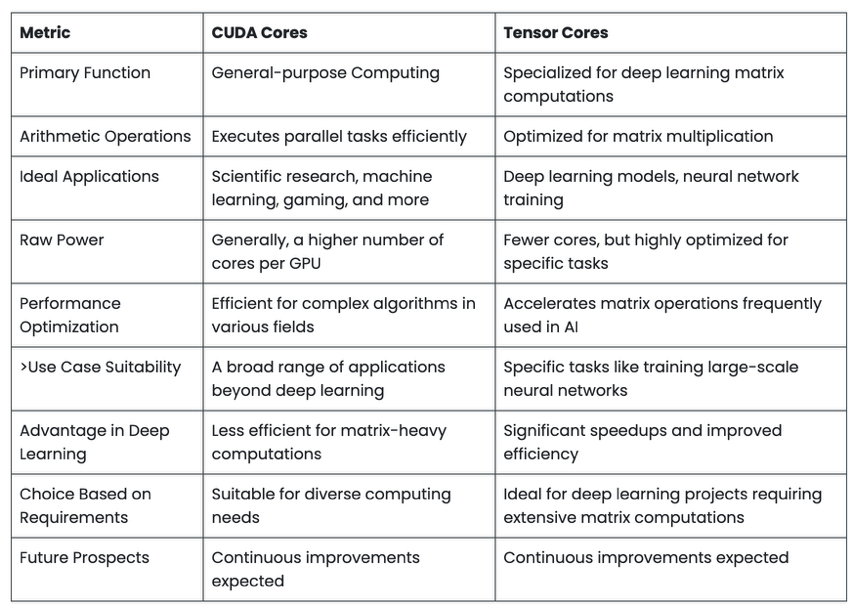 Metric
CUDA Cores
Tensor Cores
Primary Function
General-purpose Computing
Specialized for deep learning matrix
computations
Arithmetic Operations
Executes parallel tasks efficiently
Optimized for matrix multiplication
Ideal Applications
Scientific research, machine
learning, gaming, and more
Deep learning models, neural network
training
Raw Power
Generally, a higher number of
cores per GPU
Fewer cores, but highly optimized for
specific tasks
Performance
Optimization
Efficient for complex algorithms in
various fields
Accelerates matrix operations frequently
used in AI
>Use Case Suitability
A broad range of applications
beyond deep learning
Specific tasks like training large-scale
neural networks
Advantage in Deep
Learning
Less efficient for matrix-heavy
computations
Significant speedups and improved
efficiency
Choice Based on
Requirements
Suitable for diverse computing
needs
Ideal for deep learning projects requiring
extensive matrix computations
Future Prospects
Continuous improvements
expected
Continuous improvements expected